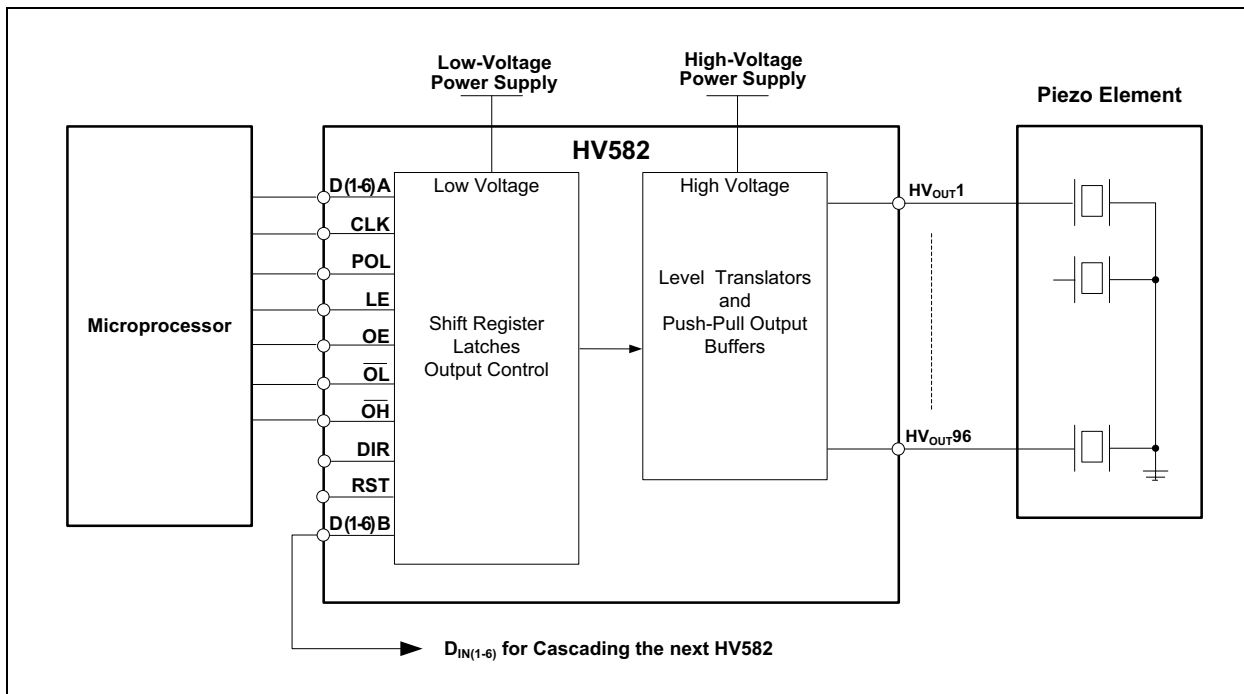 Low-Voltage
Power Supply
High-Voltage
Power Supply
Piezo Element
HV582
Microprocessor
D(1-6)A
CLK
POL
LE
OE
O̅L̅
O̅H̅
DIR
RST
D(1-6)B
Low Voltage
Shift Register
Latches
Output Control
High Voltage
Level Translators
and
Push-Pull Output
Buffers
HVOUT1
HVOUT96
DIN(1-6) for Cascading the next HV582